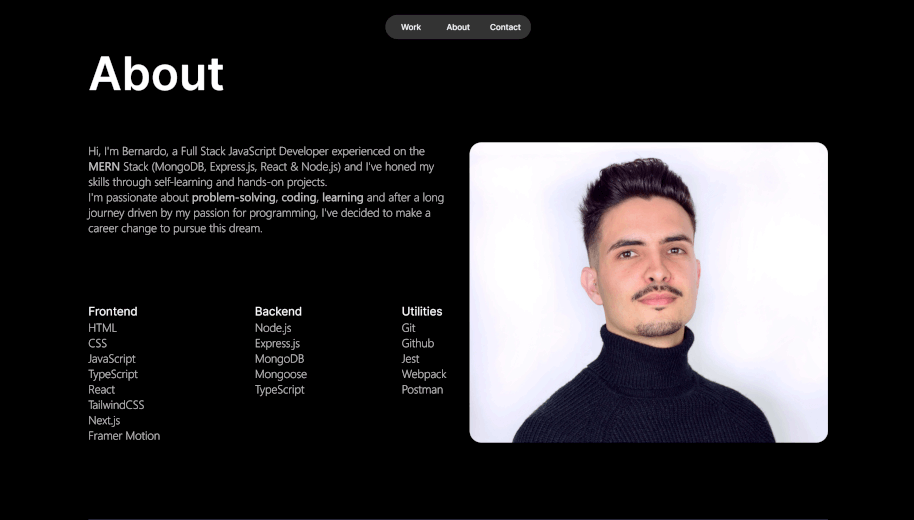 Work About Contact
About
Hi, I'm Bernardo, a Full Stack JavaScript Developer experienced on the
MERN Stack (MongoDB, Express.js, React & Node.js) and I've honed my
skills through self-learning and hands-on projects.
I'm passionate about problem-solving, coding, learning and after a long
journey driven by my passion for programming, I've decided to make a
career change to pursue this dream.
Frontend
HTML
CSS
JavaScript
TypeScript
React
TailwindCSS
Next.js
Framer Motion
Backend
Node.js
Express.js
MongoDB
Mongoose
TypeScript
Utilities
Git
Github
Jest
Webpack
Postman